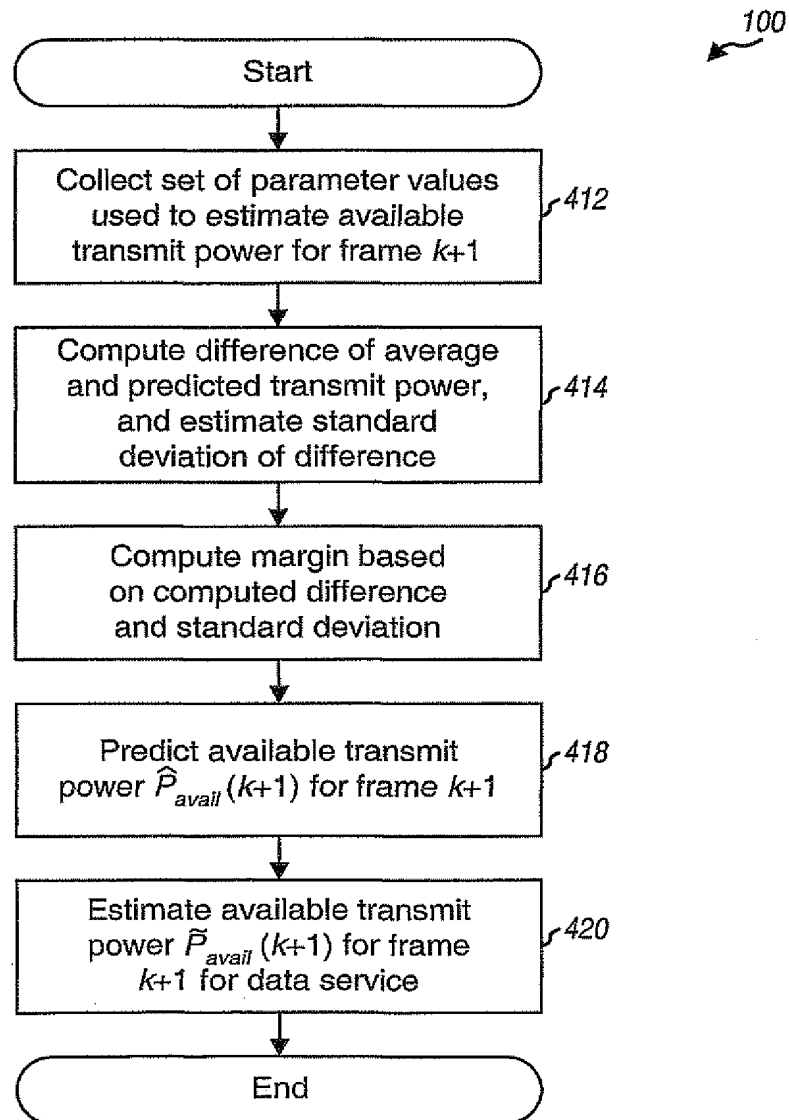 100
Start
Collect set of parameter values
used to estimate available
transmit power for frame k+1
412
Compute difference of average
and predicted transmit power,
and estimate standard
deviation of difference
414
Compute margin based
on computed difference
and standard deviation
416
Predict available transmit
power P̂avail (k+1) for frame k+1
418
Estimate available transmit
power P̃avail (k+1) for frame
k+1 for data service
420
End